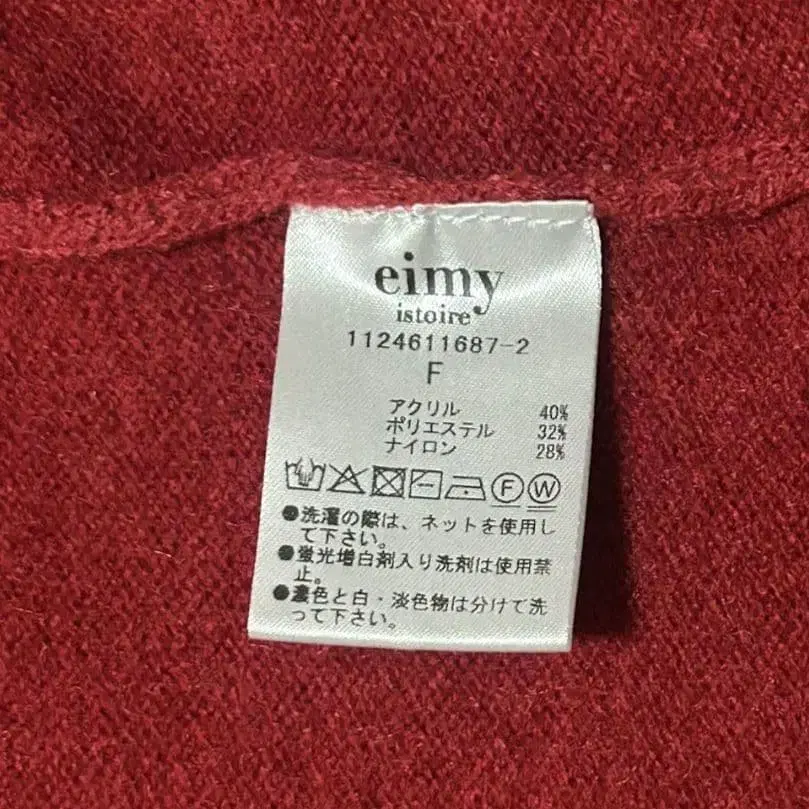 eimy
istoire
1124611687-2
F
アクリル 40%
ポリエステル 32%
ナイロン 28%
F W
●洗濯の際は、ネットを使用し
て下さい。
●蛍光増白剤入り洗剤は使用禁
止。
●濃色と白・淡色物は分けて洗
って下さい。